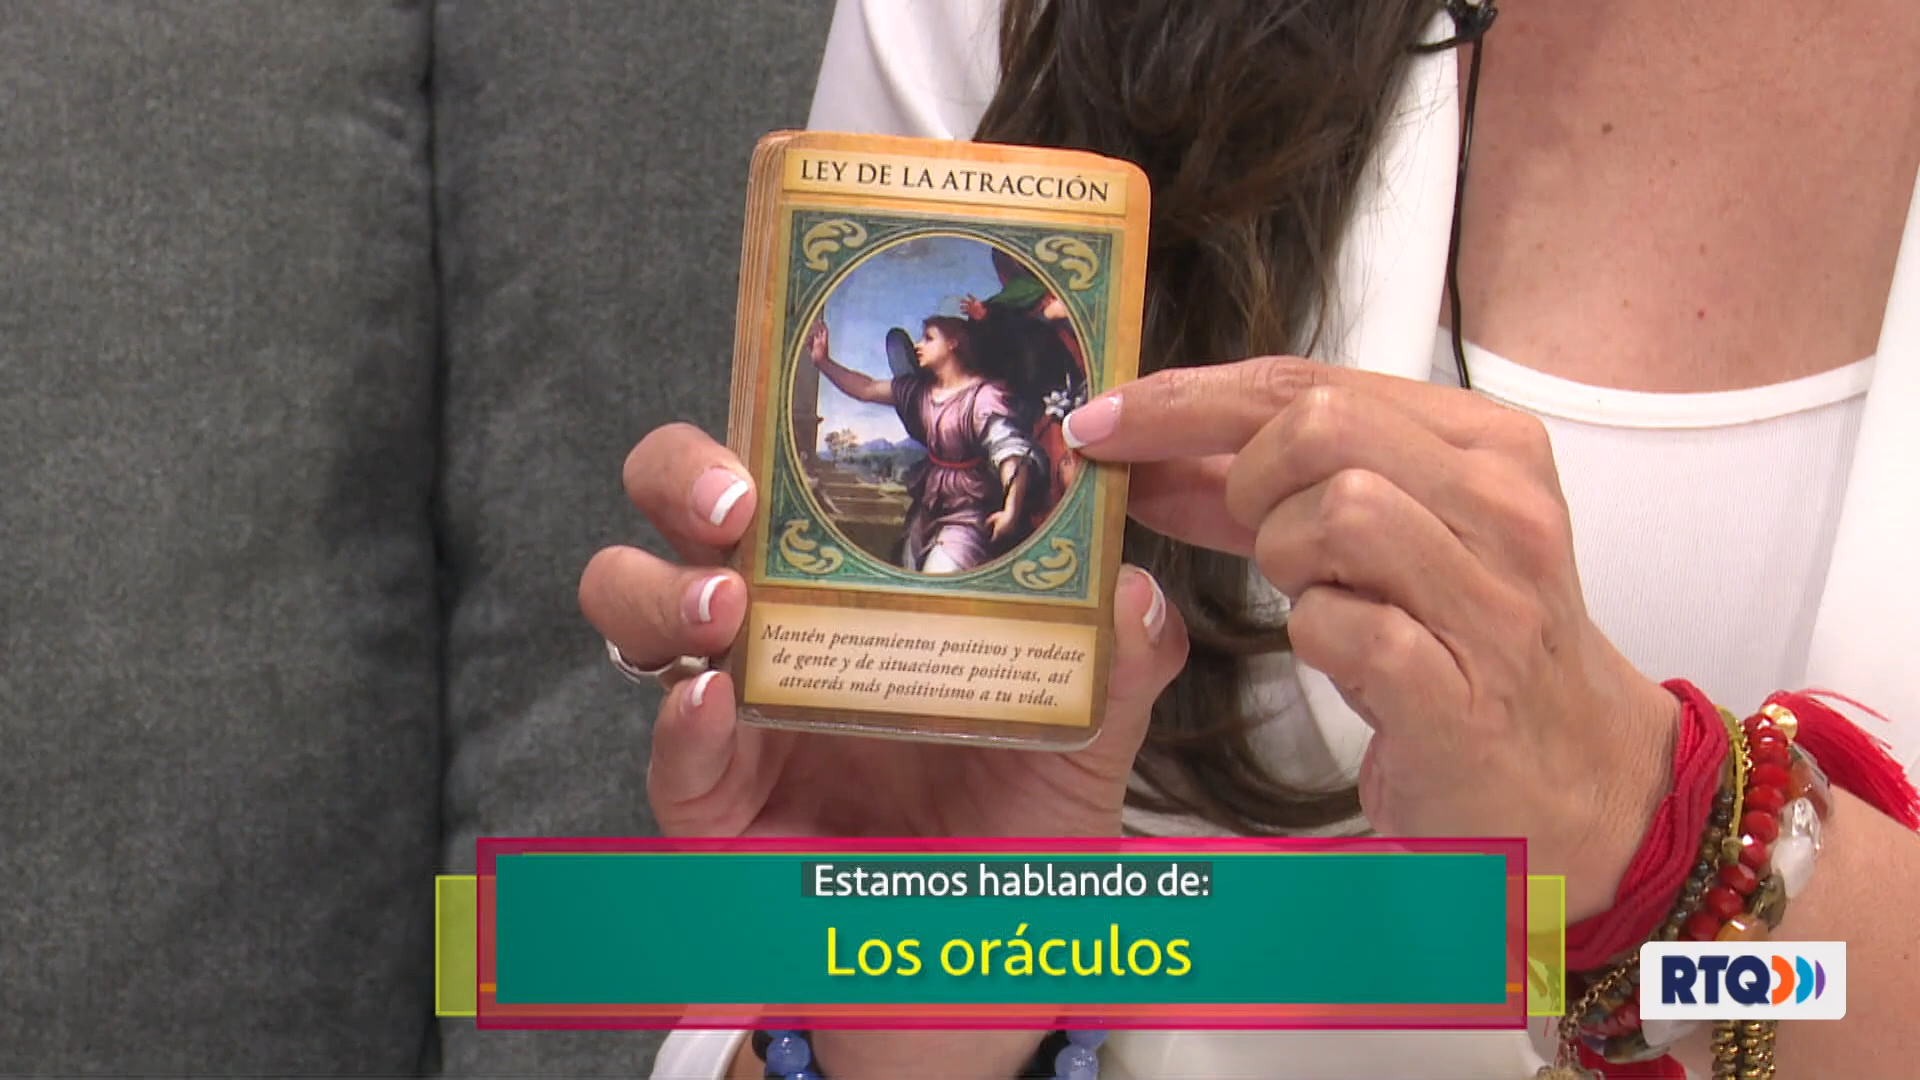 LEY DE LA ATRACCIÓN
Mantén pensamientos positivos y rodéate
de gente y de situaciones positivas, así
atraerás más positivismo a tu vida.
Estamos hablando de:
Los oráculos
RTQ